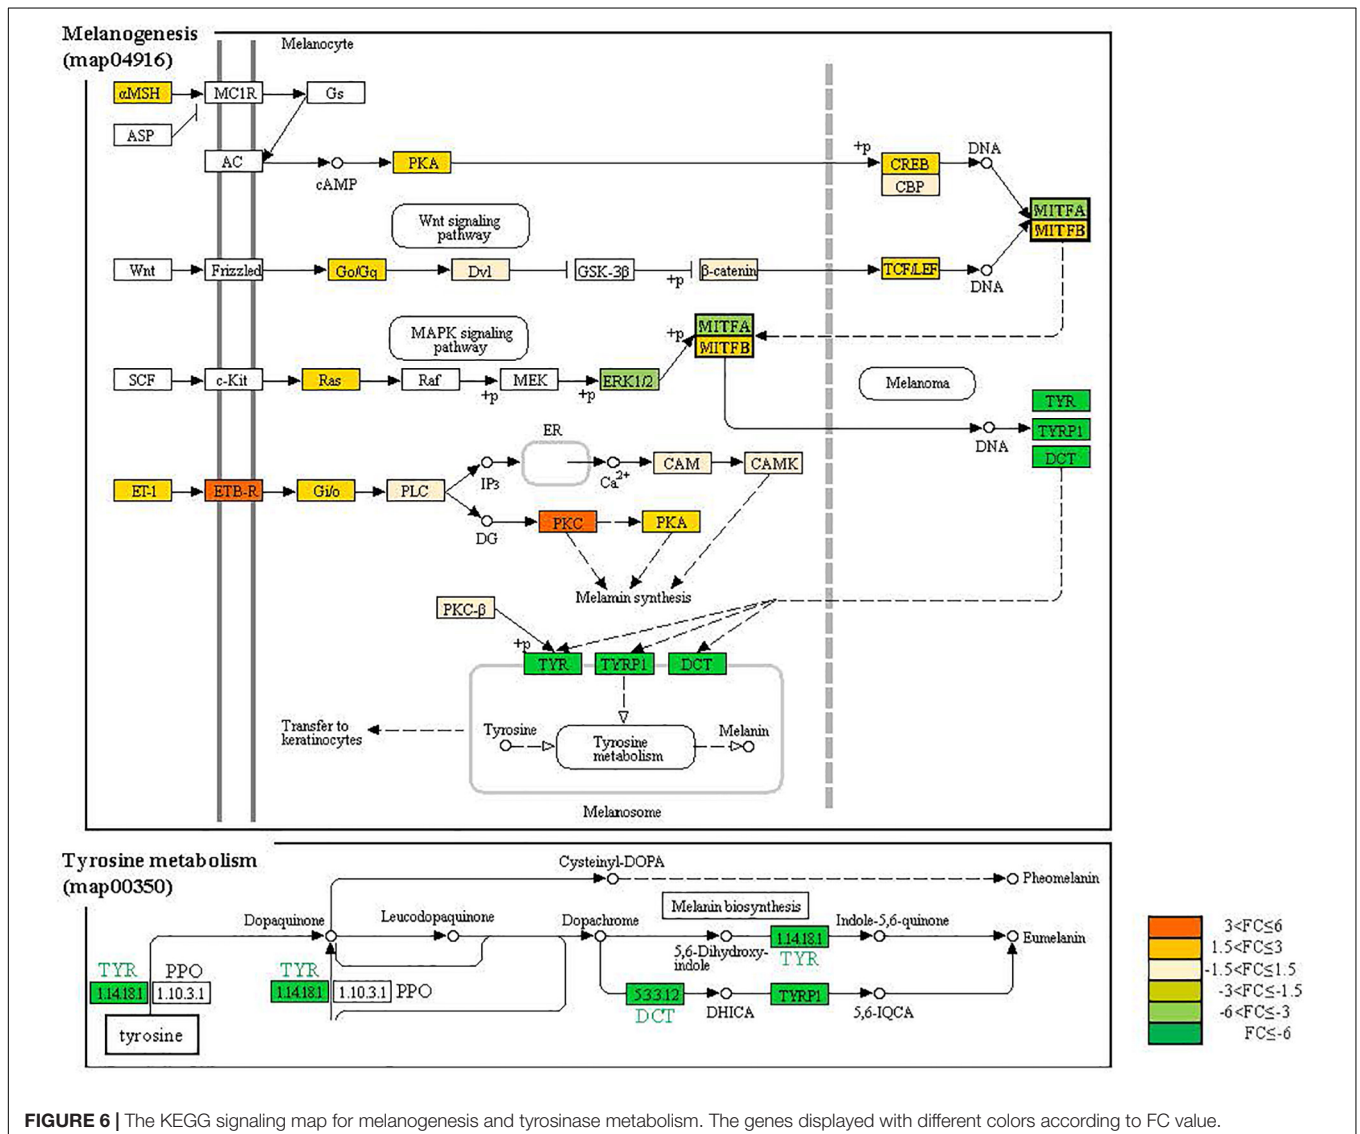 Melanogenesis
(map04916)
Melanocyte
αMSH
MC1R
Gs
ASP
AC
cAMP
PKA
+p
CREB
CBP
DNA
MITFA
MITFB
Wnt signaling
pathway
Wnt
Frizzled
Go/Gq
Dvl
GSK-3β
+p
β-catenin
TCF/LEF
DNA
MAPK signaling
pathway
+p
MITFA
MITFB
SCF
c-Kit
Ras
Raf
+p
MEK
+p
ERK1/2
Melanoma
TYR
TYRP1
DCT
DNA
ER
IP3
Ca2+
CAM
CAMK
ET-1
ETB-R
Gi/o
PLC
DG
PKC
PKA
Melamin synthesis
PKC-β
+p
TYR
TYRP1
DCT
Transfer to
keratinocytes
Tyrosine
Tyrosine
metabolism
Melanin
Melanosome
Tyrosine metabolism
(map00350)
Cysteinyl-DOPA
Pheomelanin
Melanin biosynthesis
Dopaquinone
Leucodopaquinone
Dopachrome
Indole-5,6-quinone
5,6-Dihydroxy-
indole
1.14.18.1
TYR
Eumelanin
TYR
PPO
1.14.18.1
1.10.3.1
TYR
1.14.18.1
1.10.3.1
PPO
5.3.3.12
DCT
DHICA
TYRP1
5,6-IQCA
tyrosine
3<FC≤6
1.5<FC≤3
-1.5<FC≤1.5
-3<FC≤-1.5
-6<FC≤-3
FC≤-6
FIGURE 6 | The KEGG signaling map for melanogenesis and tyrosinase metabolism. The genes displayed with different colors according to FC value.